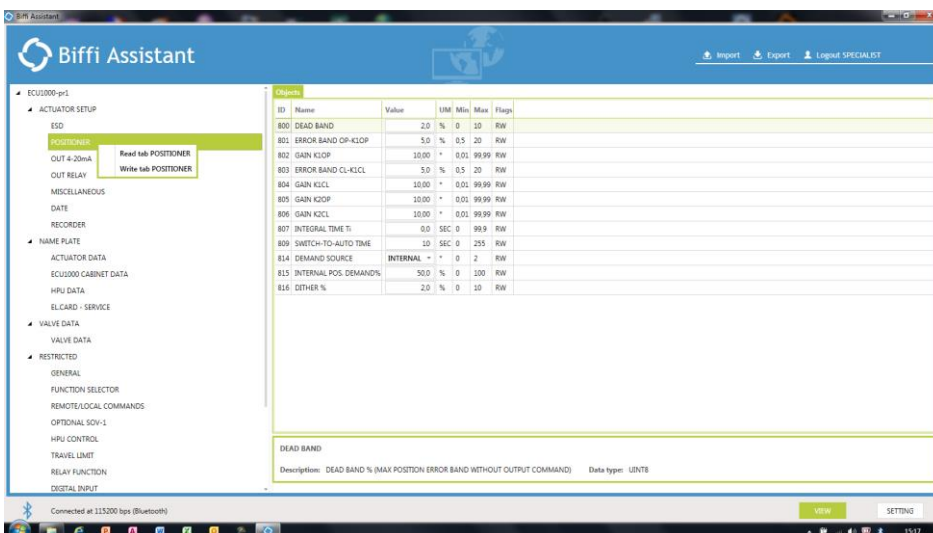 Biffi Assistant
Biffi Assistant
Import Export Logout SPECIALIST
ECU1000-pr1
ACTUATOR SETUP
ESD
POSITIONER
OUT 4-20mA
OUT RELAY
MISCELLANEOUS
DATE
RECORDER
NAME PLATE
ACTUATOR DATA
ECU1000 CABINET DATA
HPU DATA
EL.CARD - SERVICE
VALVE DATA
VALVE DATA
RESTRICTED
GENERAL
FUNCTION SELECTOR
REMOTE/LOCAL COMMANDS
OPTIONAL SOV-1
HPU CONTROL
TRAVEL LIMIT
RELAY FUNCTION
DIGITAL INPUT
Read tab POSITIONER
Write tab POSITIONER
Objects
ID Name Value UM Min Max Flags
800 DEAD BAND 2,0 % 0 10 RW
801 ERROR BAND OP-K1OP 5,0 % 0,5 20 RW
802 GAIN K1OP 10,00 * 0,01 99,99 RW
803 ERROR BAND CL-K1CL 5,0 % 0,5 20 RW
804 GAIN K1CL 10,00 * 0,01 99,99 RW
805 GAIN K2OP 10,00 * 0,01 99,99 RW
806 GAIN K2CL 10,00 * 0,01 99,99 RW
807 INTEGRAL TIME Ti 0,0 SEC 0 99,9 RW
809 SWITCH-TO-AUTO TIME 10 SEC 0 255 RW
814 DEMAND SOURCE INTERNAL * 0 2 RW
815 INTERNAL POS. DEMAND% 50,0 % 0 100 RW
816 DITHER % 2,0 % 0 10 RW
DEAD BAND
Description: DEAD BAND % (MAX POSITION ERROR BAND WITHOUT OUTPUT COMMAND) Data type: UINT8
Connected at 115200 bps (Bluetooth)
VIEW SETTING
15:17